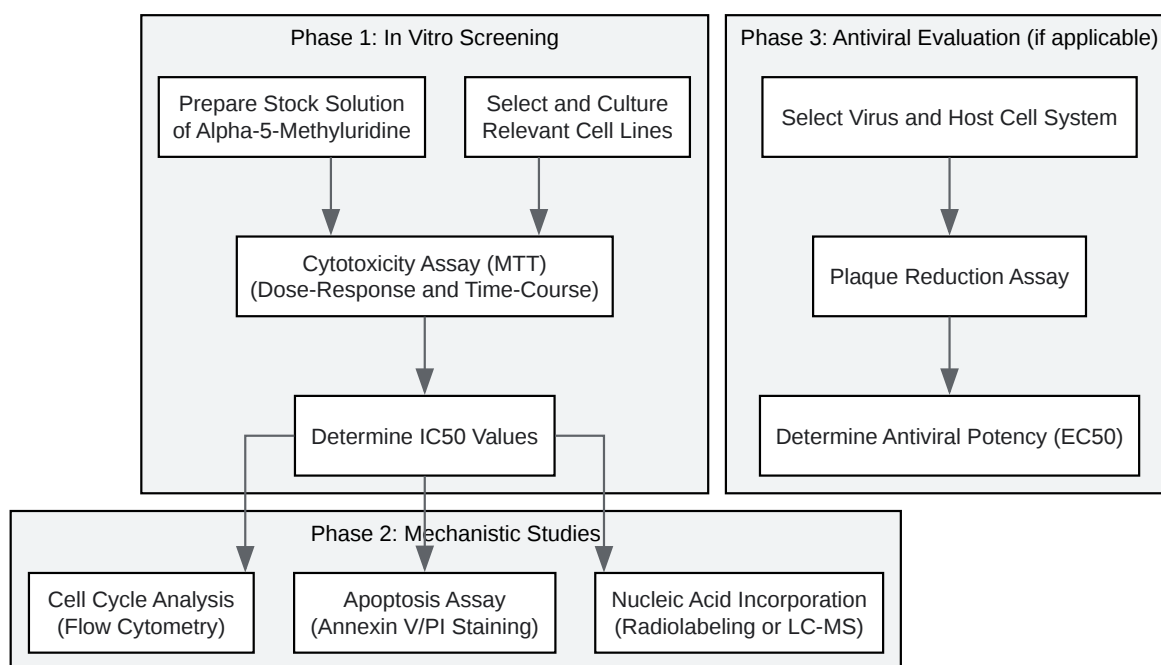 Phase 1: In Vitro Screening
Prepare Stock Solution
of Alpha-5-Methyluridine
Select and Culture
Relevant Cell Lines
Cytotoxicity Assay (MTT)
(Dose-Response and Time-Course)
Determine IC50 Values
Phase 2: Mechanistic Studies
Cell Cycle Analysis
(Flow Cytometry)
Apoptosis Assay
(Annexin V/PI Staining)
Nucleic Acid Incorporation
(Radiolabeling or LC-MS)
Phase 3: Antiviral Evaluation (if applicable)
Select Virus and Host Cell System
Plaque Reduction Assay
Determine Antiviral Potency (EC50)